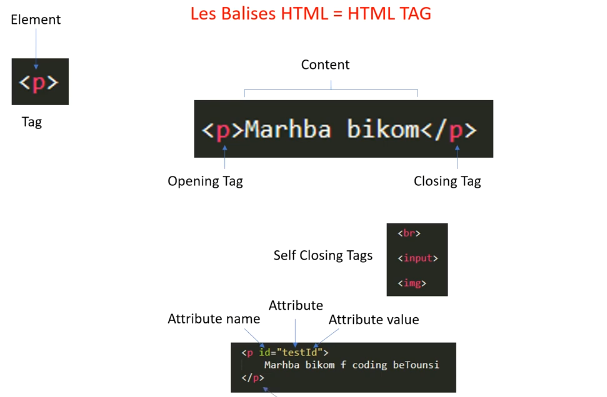 Les Balises HTML = HTML TAG
Element
<p>
Tag
Content
<p>Marhba bikom</p>
Opening Tag
Closing Tag
Self Closing Tags
<br>
<input>
<img>
Attribute
Attribute name
Attribute value
<p id="testId">
Marhba bikom f coding beTounsi
</p>